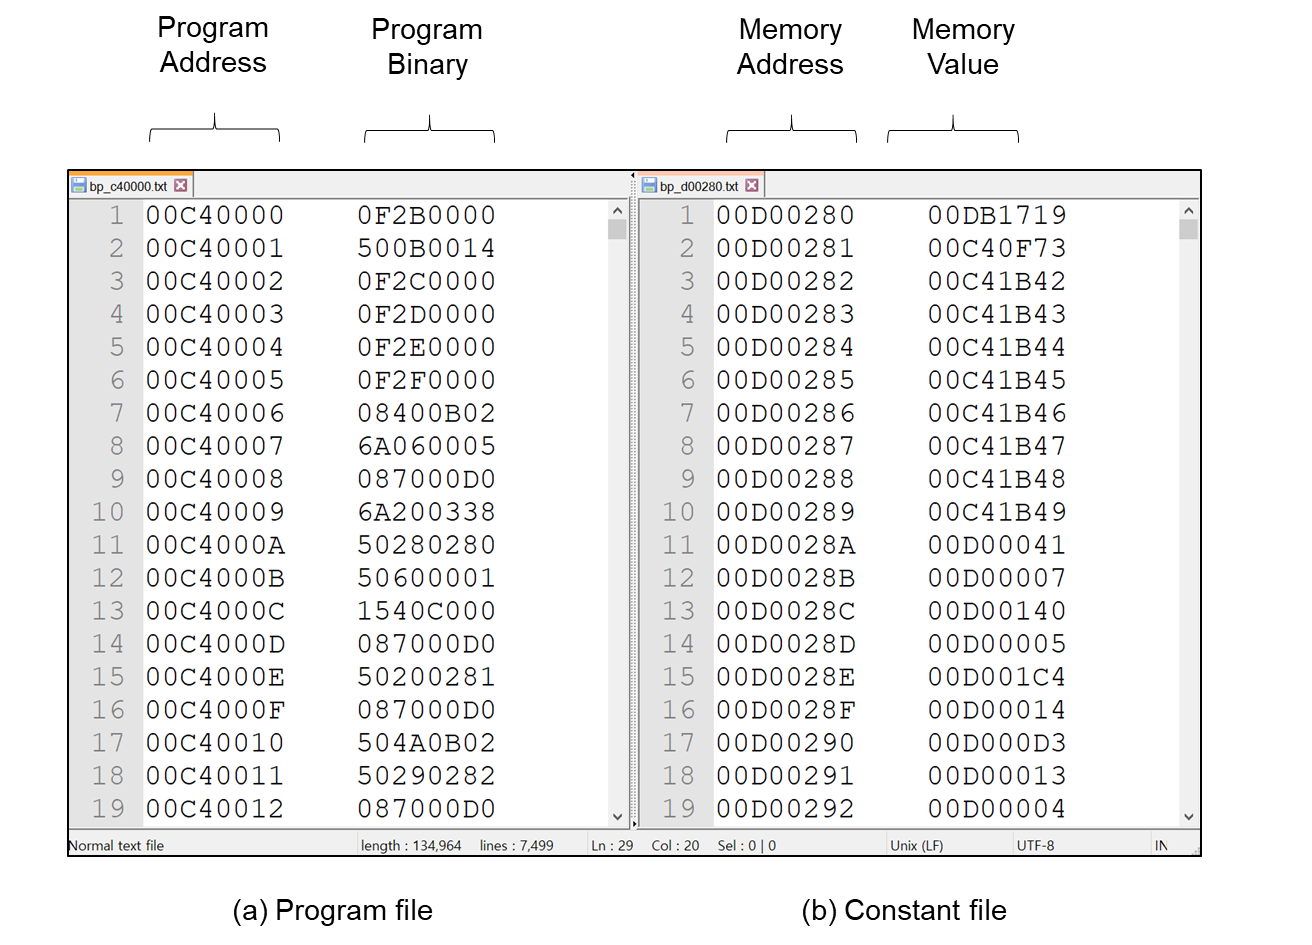 Program Address
Program Binary
Memory Address
Memory Value
bp_c40000.txt
1 00C40000 0F2B0000
2 00C40001 500B0014
3 00C40002 0F2C0000
4 00C40003 0F2D0000
5 00C40004 0F2E0000
6 00C40005 0F2F0000
7 00C40006 08400B02
8 00C40007 6A060005
9 00C40008 087000D0
10 00C40009 6A200338
11 00C4000A 50280280
12 00C4000B 50600001
13 00C4000C 1540C000
14 00C4000D 087000D0
15 00C4000E 50200281
16 00C4000F 087000D0
17 00C40010 504A0B02
18 00C40011 50290282
19 00C40012 087000D0
bp_d00280.txt
1 00D00280 00DB1719
2 00D00281 00C40F73
3 00D00282 00C41B42
4 00D00283 00C41B43
5 00D00284 00C41B44
6 00D00285 00C41B45
7 00D00286 00C41B46
8 00D00287 00C41B47
9 00D00288 00C41B48
10 00D00289 00C41B49
11 00D0028A 00D00041
12 00D0028B 00D00007
13 00D0028C 00D00140
14 00D0028D 00D00005
15 00D0028E 00D001C4
16 00D0028F 00D00014
17 00D00290 00D000D3
18 00D00291 00D00013
19 00D00292 00D00004
Normal text file length : 134,964 lines : 7,499 Ln : 29 Col : 20 Sel : 0 | 0 Unix (LF) UTF-8 IN
(a) Program file
(b) Constant file